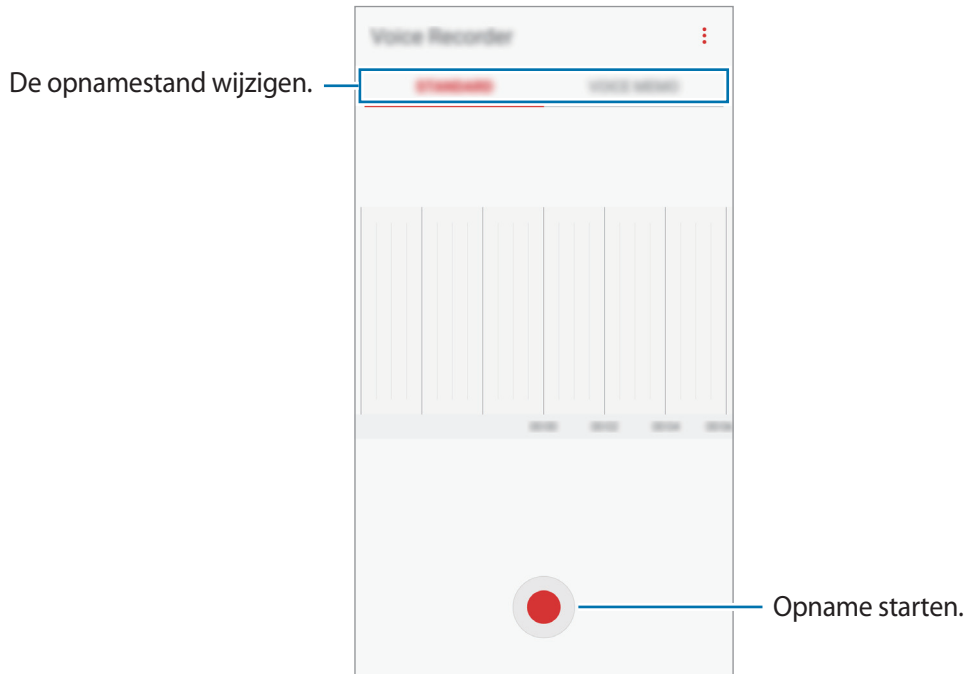 Voice Recorder
De opnamestand wijzigen.
STANDARD VOICE MEMO
Opname starten.